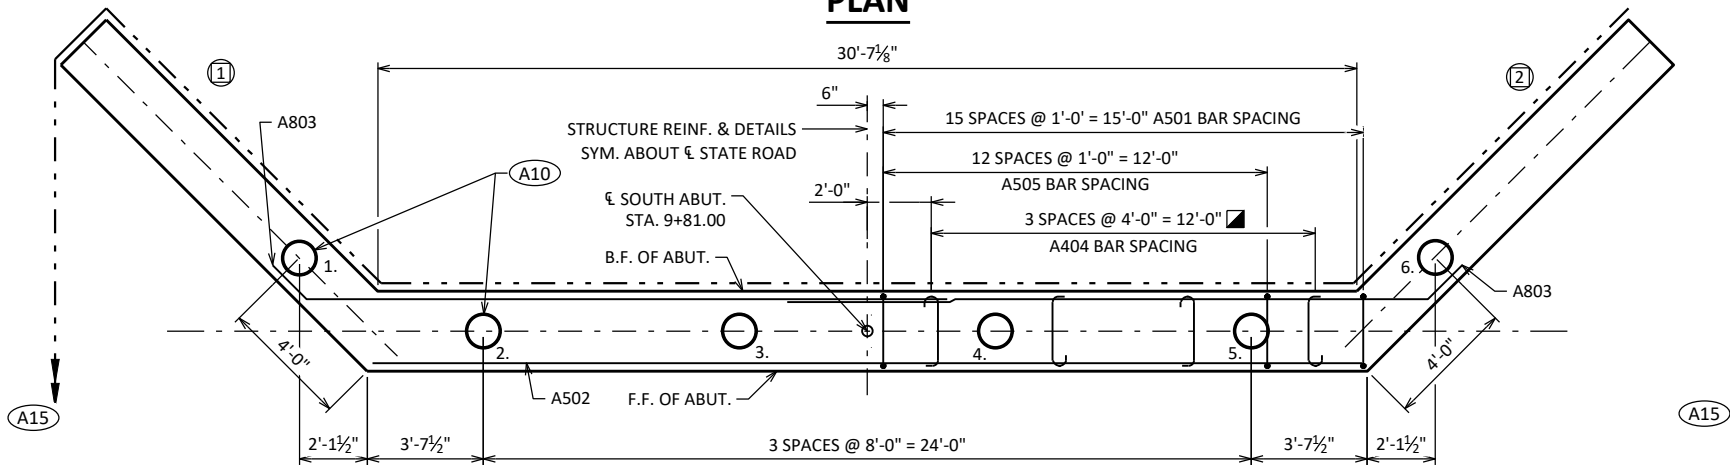 PLAN
30'-7⅛"
1
2
6"
A803
STRUCTURE REINF. & DETAILS
SYM. ABOUT ℄ STATE ROAD
15 SPACES @ 1'-0' = 15'-0" A501 BAR SPACING
12 SPACES @ 1'-0" = 12'-0"
A505 BAR SPACING
A10
2'-0"
℄ SOUTH ABUT.
STA. 9+81.00
3 SPACES @ 4'-0" = 12'-0"
A404 BAR SPACING
B.F. OF ABUT.
1.
6.
A803
2.
3.
4.
5.
4'-0"
4'-0"
A502
F.F. OF ABUT.
A15
A15
2'-1½"
3'-7½"
3 SPACES @ 8'-0" = 24'-0"
3'-7½"
2'-1½"